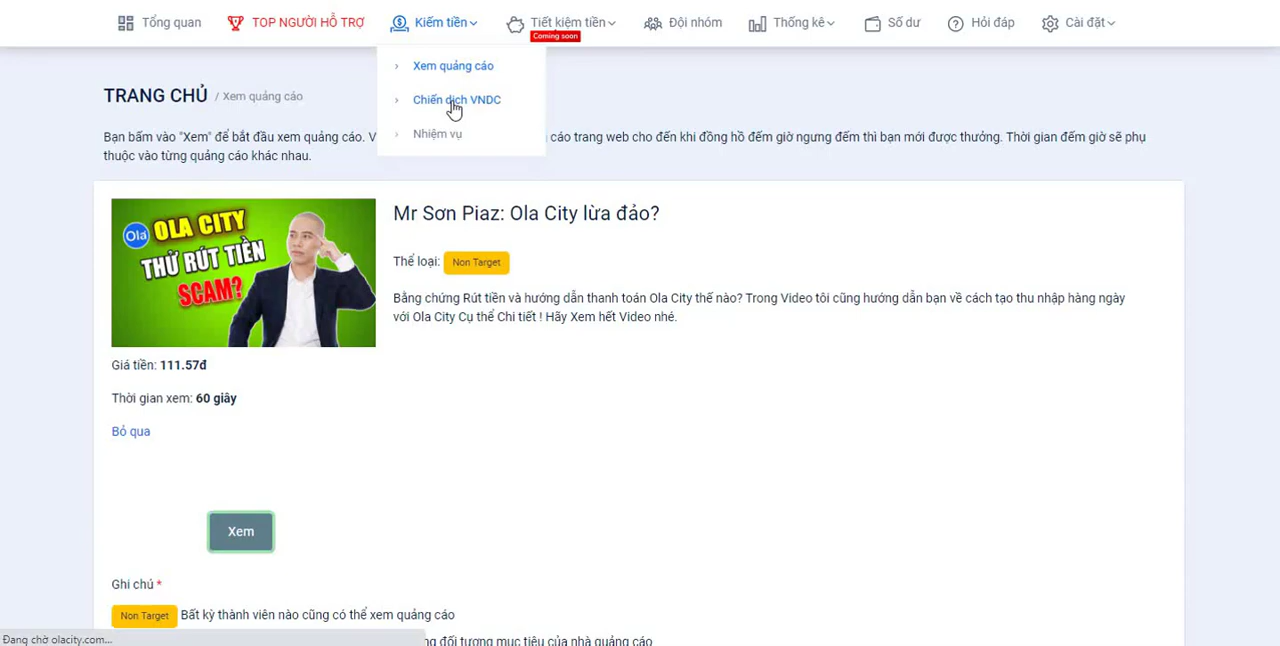 Tổng quan
TOP NGƯỜI HỖ TRỢ
Kiếm tiền
Tiết kiệm tiền
Coming soon
Đội nhóm
Thống kê
Số dư
Hỏi đáp
Cài đặt
Xem quảng cáo
Chiến dịch VNDC
Nhiệm vụ
TRANG CHỦ / Xem quảng cáo
Bạn bấm vào "Xem" để bắt đầu xem quảng cáo. V cáo trang web cho đến khi đồng hồ đếm giờ ngưng đếm thì bạn mới được thưởng. Thời gian đếm giờ sẽ phụ
thuộc vào từng quảng cáo khác nhau.
Ola
OLA CITY
THỬ RÚT TIỀN
SCAM?
Mr Sơn Piaz: Ola City lừa đảo?
Thể loại: Non Target
Bằng chứng Rút tiền và hướng dẫn thanh toán Ola City thế nào? Trong Video tôi cũng hướng dẫn bạn về cách tạo thu nhập hàng ngày
với Ola City Cụ thể Chi tiết ! Hãy Xem hết Video nhé.
Giá tiền: 111.57đ
Thời gian xem: 60 giây
Bỏ qua
Xem
Ghi chú *
Non Target Bất kỳ thành viên nào cũng có thể xem quảng cáo
đối tượng mục tiêu của nhà quảng cáo
Đang chờ olacity.com...